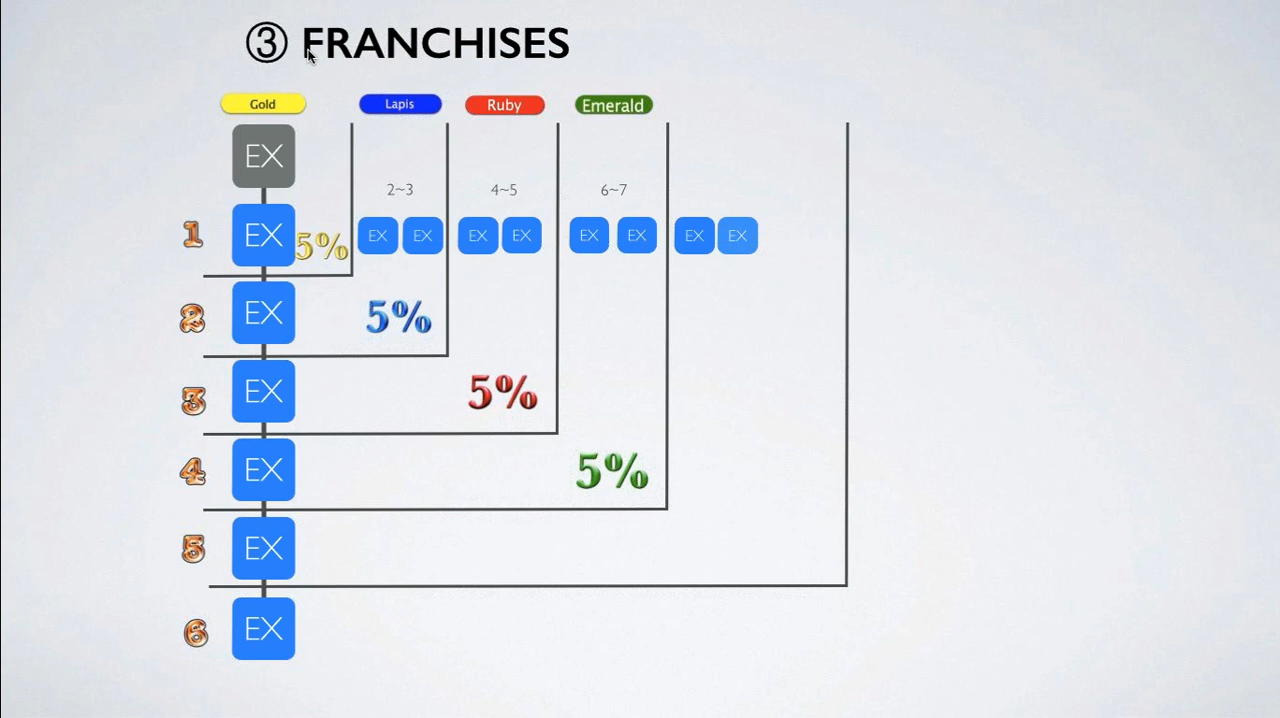 ③ FRANCHISES
Gold Lapis Ruby Emerald
EX
2~3 4~5 6~7
1 EX 5% EX EX EX EX EX EX EX EX
2 EX 5%
3 EX 5%
4 EX 5%
5 EX
6 EX